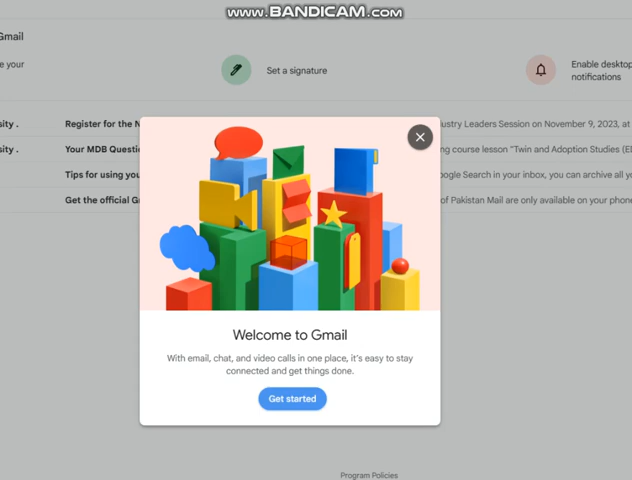 www.BANDICAM.com
Gmail
e your
Set a signature
Enable desktop
notifications
sity .
Register for the N
ustry Leaders Session on November 9, 2023, at
sity .
Your MDB Questi
ng course lesson "Twin and Adoption Studies (EL
Tips for using you
oogle Search in your inbox, you can archive all yo
Get the official G
of Pakistan Mail are only available on your phone
Welcome to Gmail
With email, chat, and video calls in one place, it's easy to stay
connected and get things done.
Get started
Program Policies